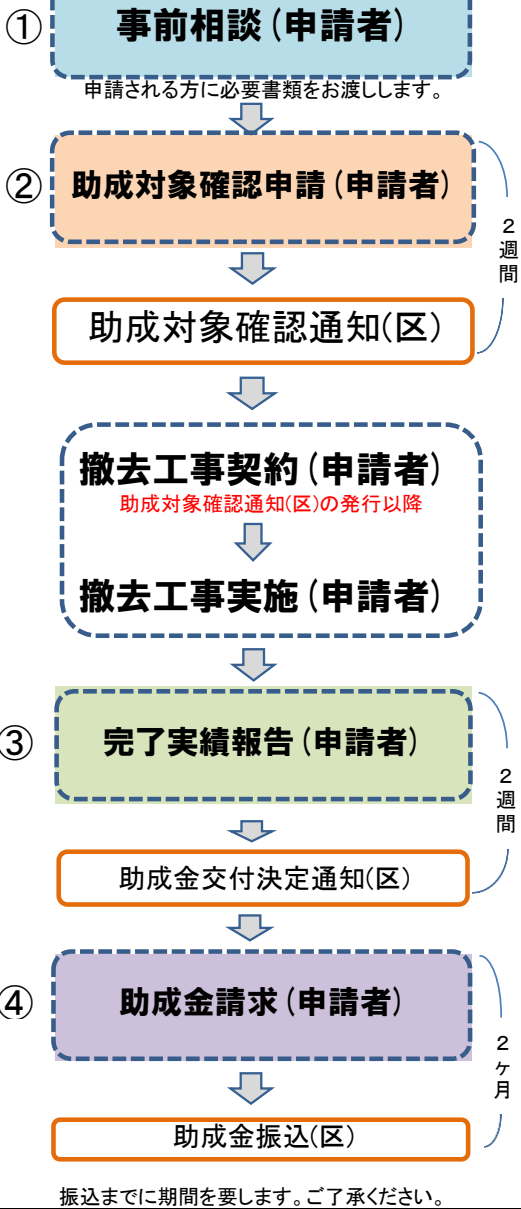 ①
事前相談(申請者)
申請される方に必要書類をお渡しします。
②
助成対象確認申請(申請者)
2週間
助成対象確認通知(区)
撤去工事契約(申請者)
助成対象確認通知(区)の発行以降
撤去工事実施(申請者)
③
完了実績報告(申請者)
2週間
助成金交付決定通知(区)
④
助成金請求(申請者)
2ヶ月
助成金振込(区)
振込までに期間を要します。ご了承ください。